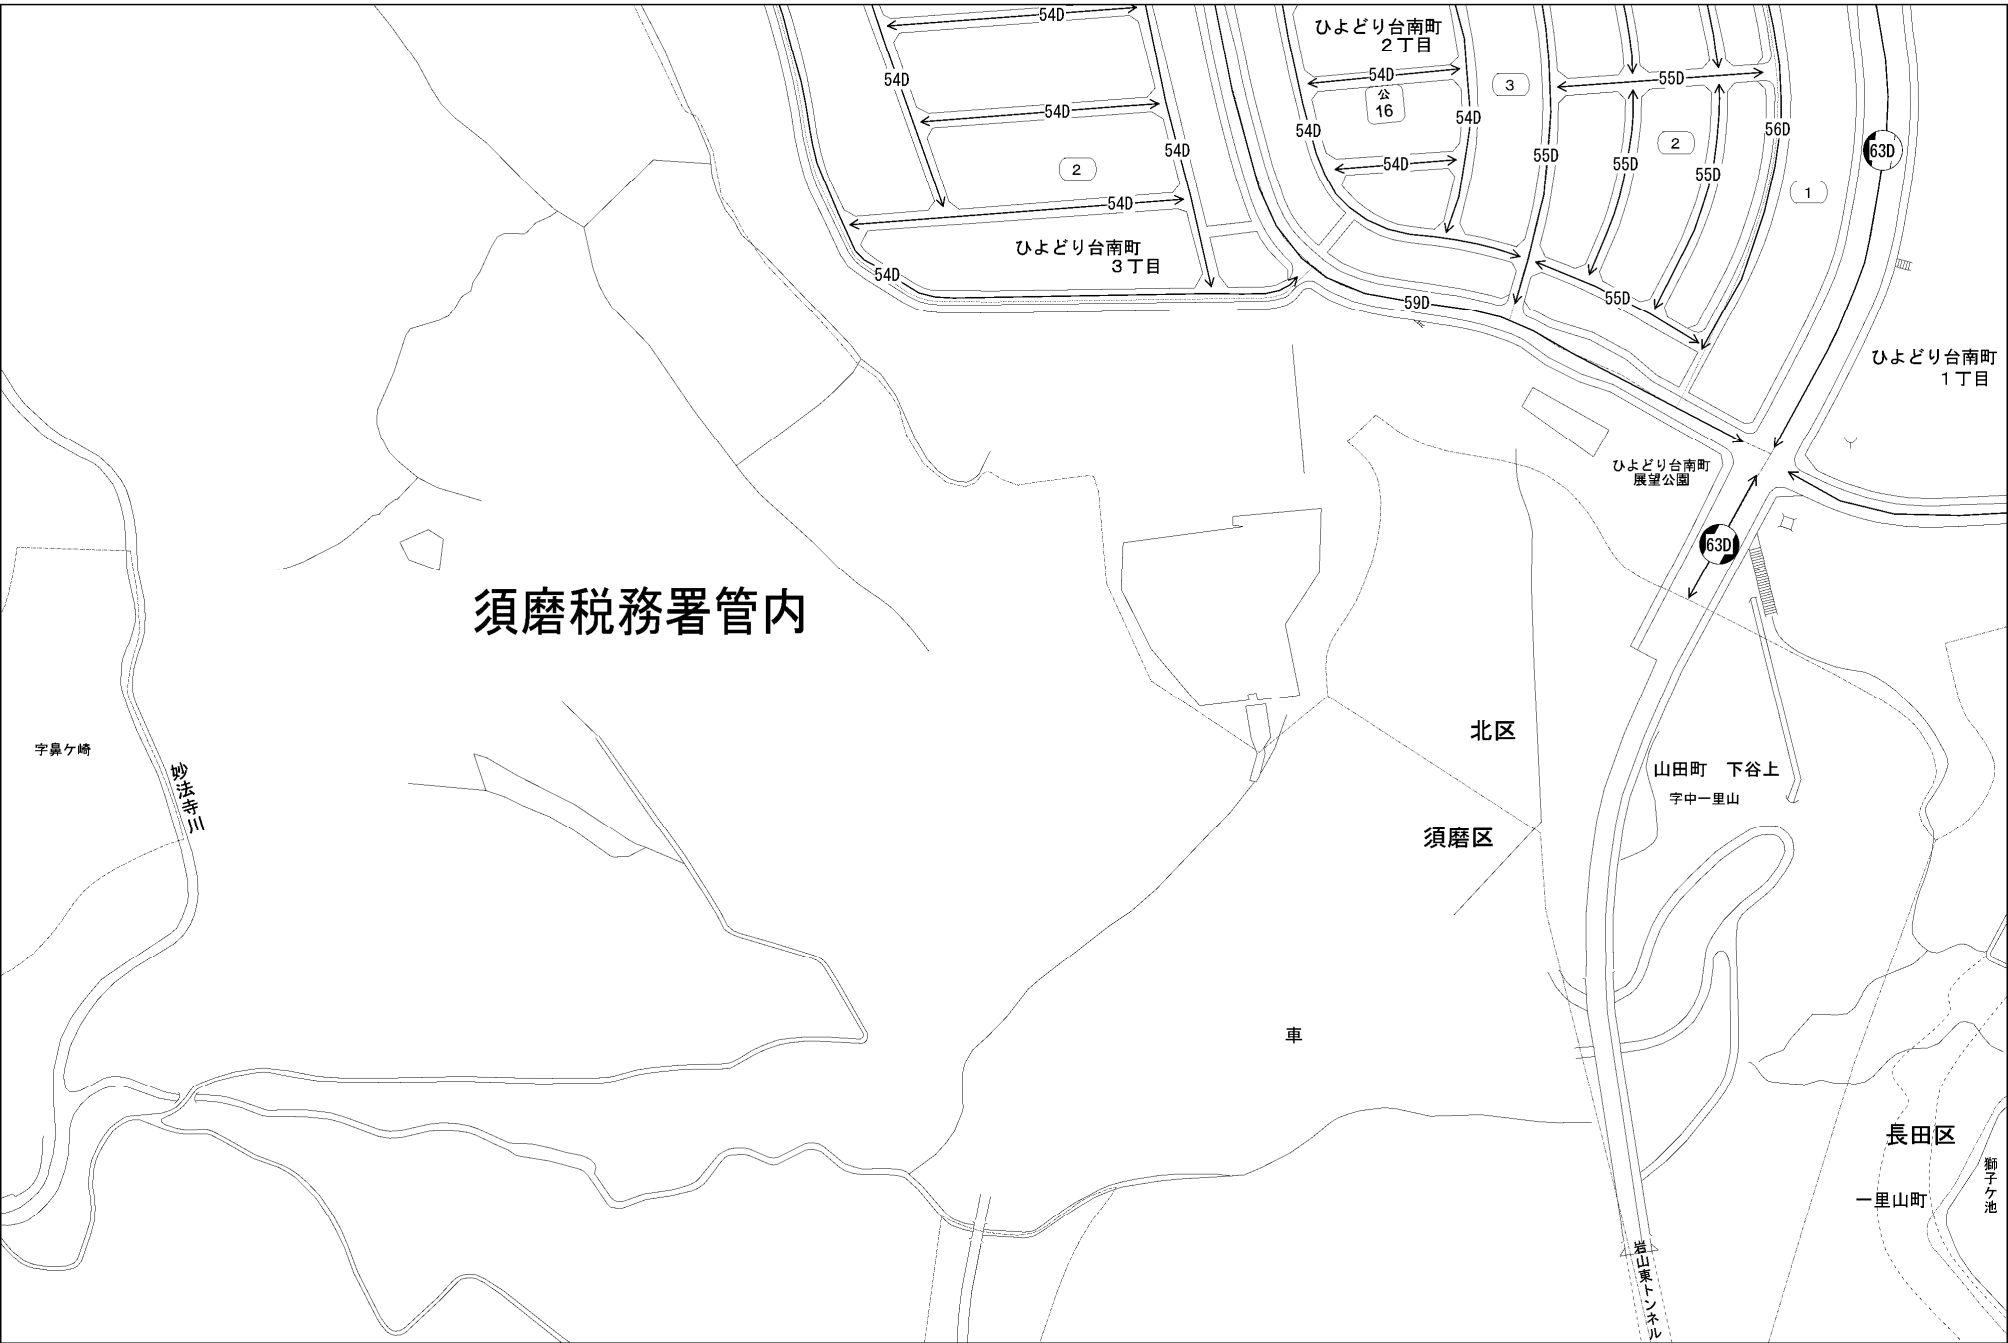 54D
ひよどり台南町
2丁目
54D
54D
55D
3
公
16
54D
54D
54D
54D
56D
2
54D
63D
55D
54D
55D
2
55D
1
54D
ひよどり台南町
3丁目
54D
55D
59D
ひよどり台南町
1丁目
ひよどり台南町
展望公園
63D
須磨税務署管内
北区
字鼻ケ崎
妙法寺川
山田町 下谷上
字中一里山
須磨区
車
長田区
獅子ケ池
一里山町
岩山東トンネル